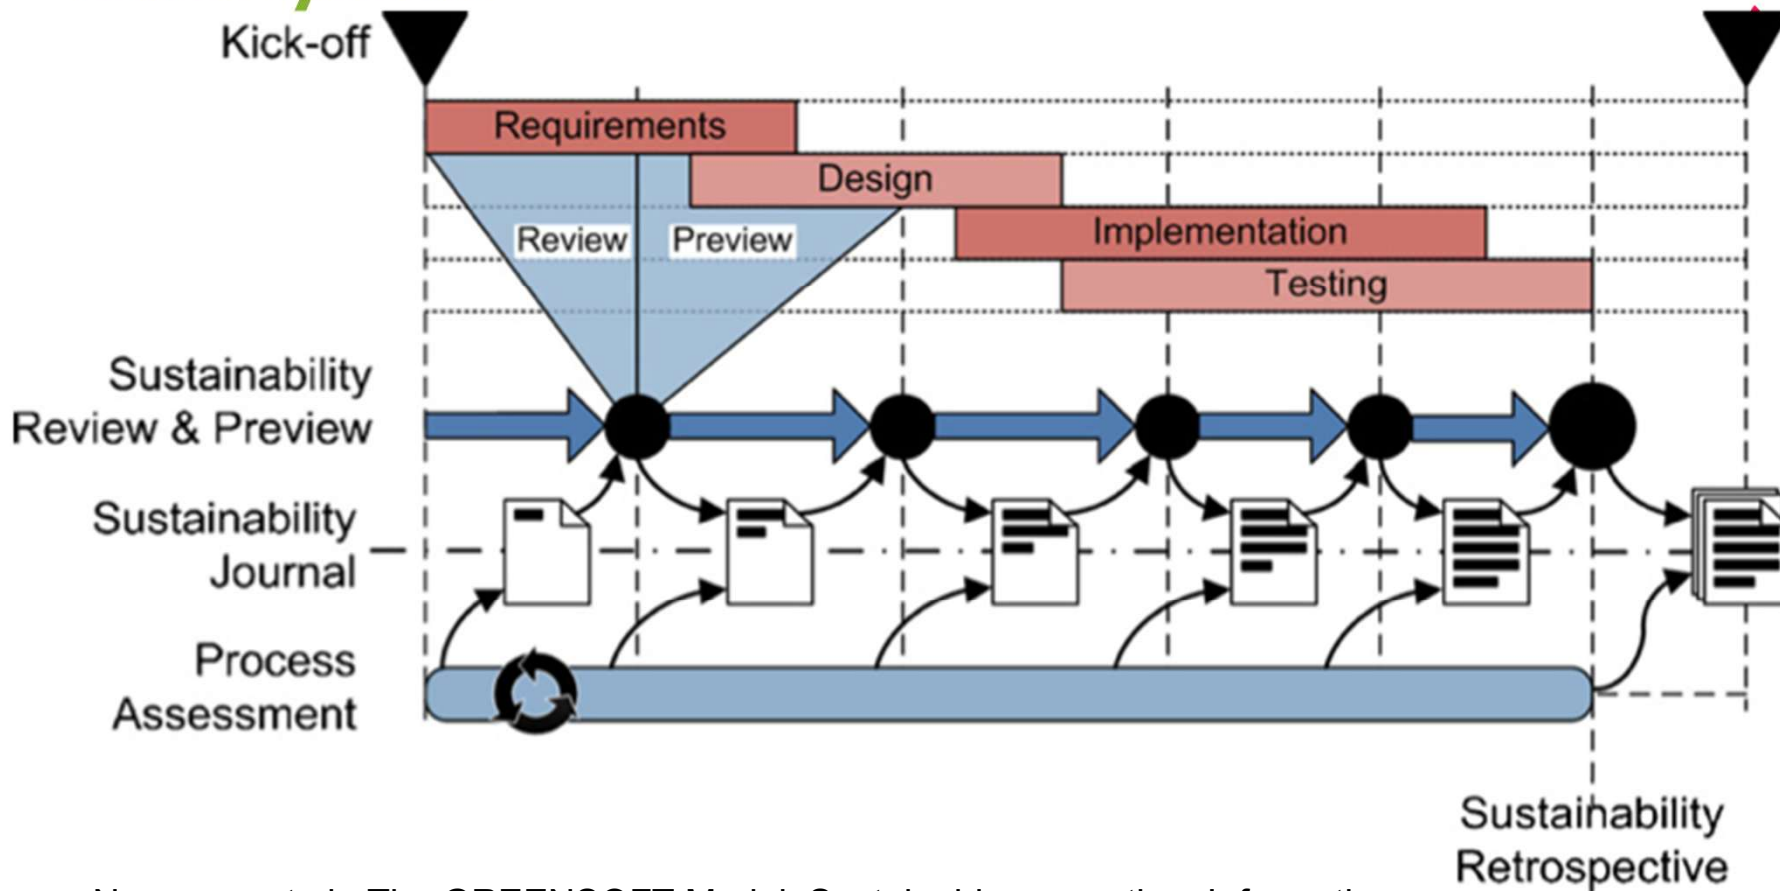 Kick-off
Requirements
Design
Implementation
Testing
Review
Preview
Sustainability
Review & Preview
Sustainability
Journal
Process
Assessment
Sustainability
Retrospective